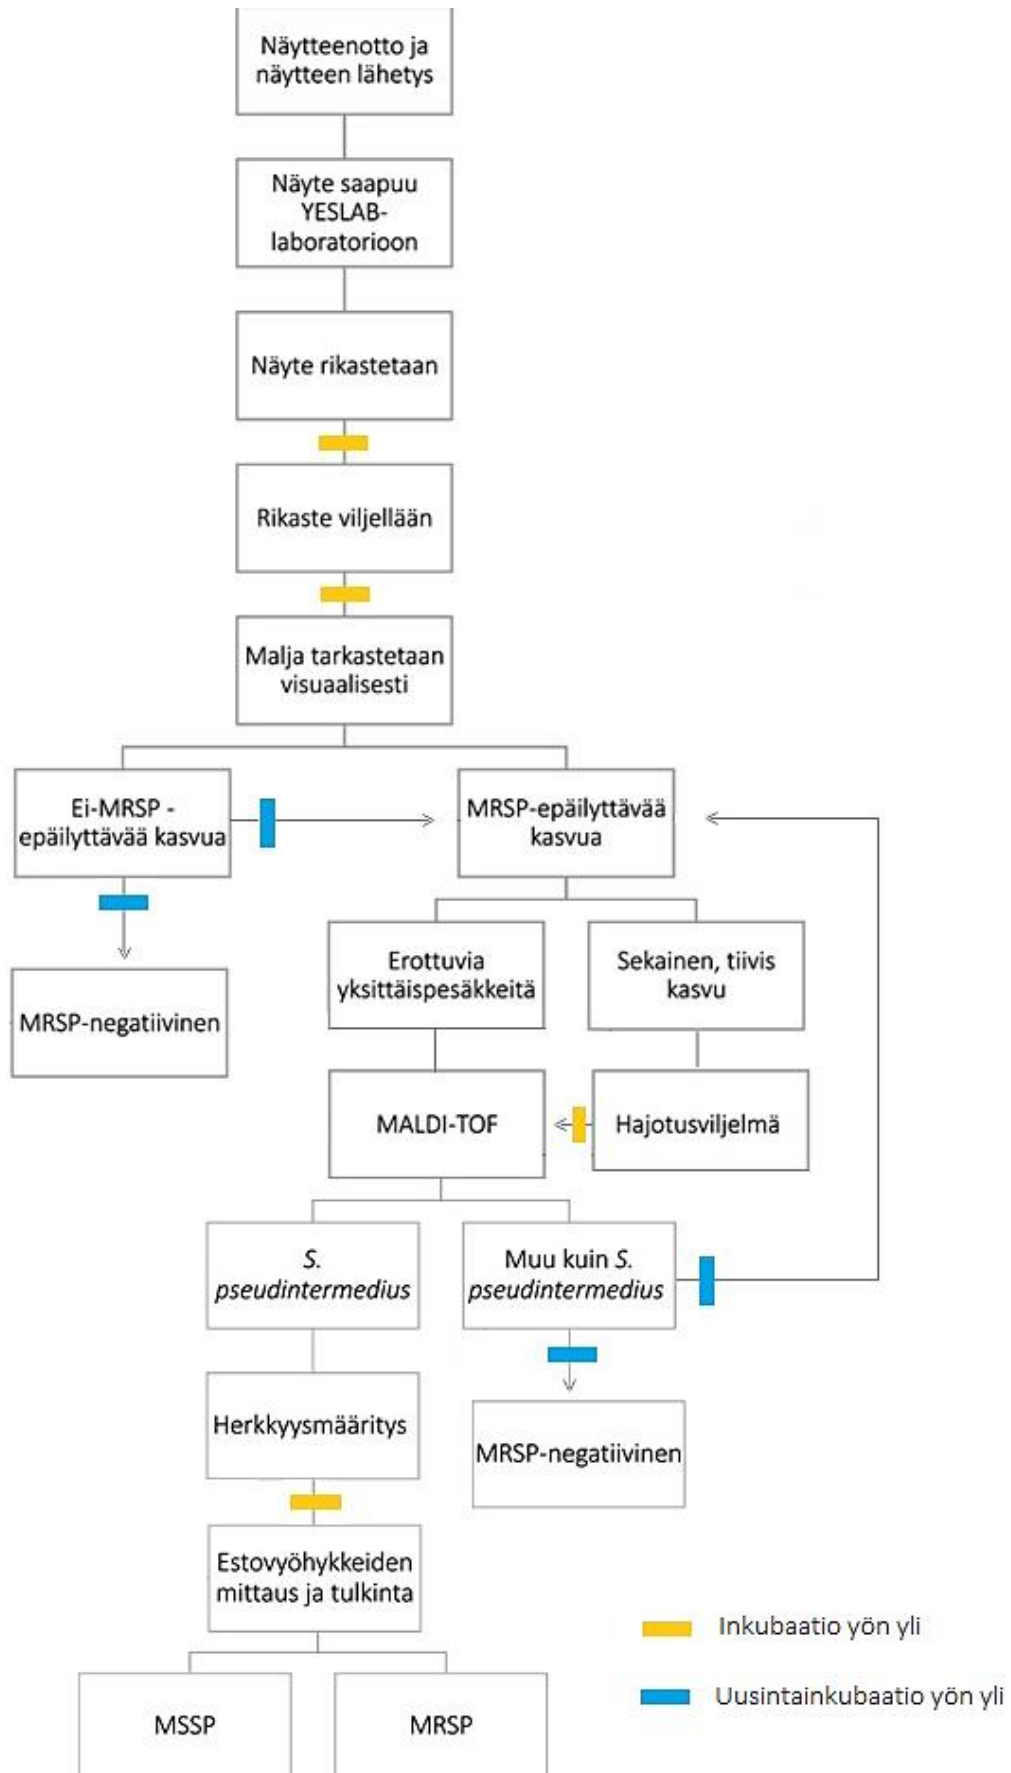 Näytteenotto ja
näytteen lähetys
Näyte saapuu
YESLAB-
laboratorioon
Näyte rikastetaan
Rikaste viljellään
Malja tarkastetaan
visuaalisesti
Ei-MRSP -
epäilyttävää kasvua
MRSP-epäilyttävää
kasvua
MRSP-negatiivinen
Erottuvia
yksittäispesäkkeitä
Sekainen, tiivis
kasvu
MALDI-TOF
Hajotusviljelmä
S.
pseudintermedius
Muu kuin S.
pseudintermedius
Herkkyysmääritys
MRSP-negatiivinen
Estovyöhykkeiden
mittaus ja tulkinta
MSSP
MRSP
Inkubaatio yön yli
Uusintainkubaatio yön yli